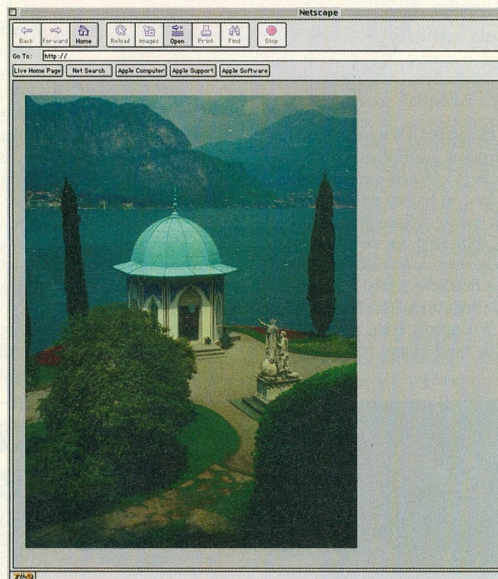 Netscape
Back Forward Home Reload Images Open Print Find Stop
Go To: http://
Live Home Page Net Search Apple Computer Apple Support Apple Software